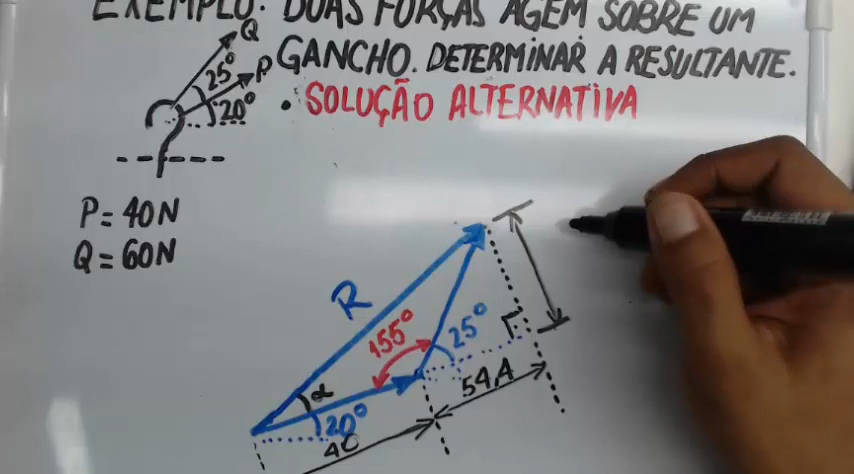 EXEMPLO: DUAS FORÇAS AGEM SOBRE UM
GANCHO. DETERMINAR A RESULTANTE.
• SOLUÇÃO ALTERNATIVA
Q
25°
P
20°
P = 40N
Q = 60N
R
155°
25°
α
20°
54,4
40